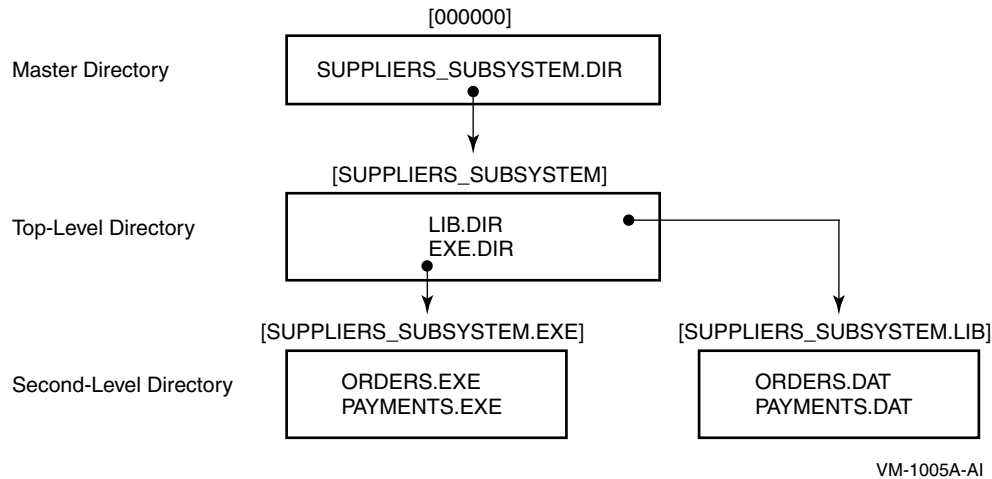 [000000]
Master Directory
SUPPLIERS_SUBSYSTEM.DIR
[SUPPLIERS_SUBSYSTEM]
Top-Level Directory
LIB.DIR
EXE.DIR
[SUPPLIERS_SUBSYSTEM.EXE]
[SUPPLIERS_SUBSYSTEM.LIB]
Second-Level Directory
ORDERS.EXE
PAYMENTS.EXE
ORDERS.DAT
PAYMENTS.DAT
VM-1005A-AI